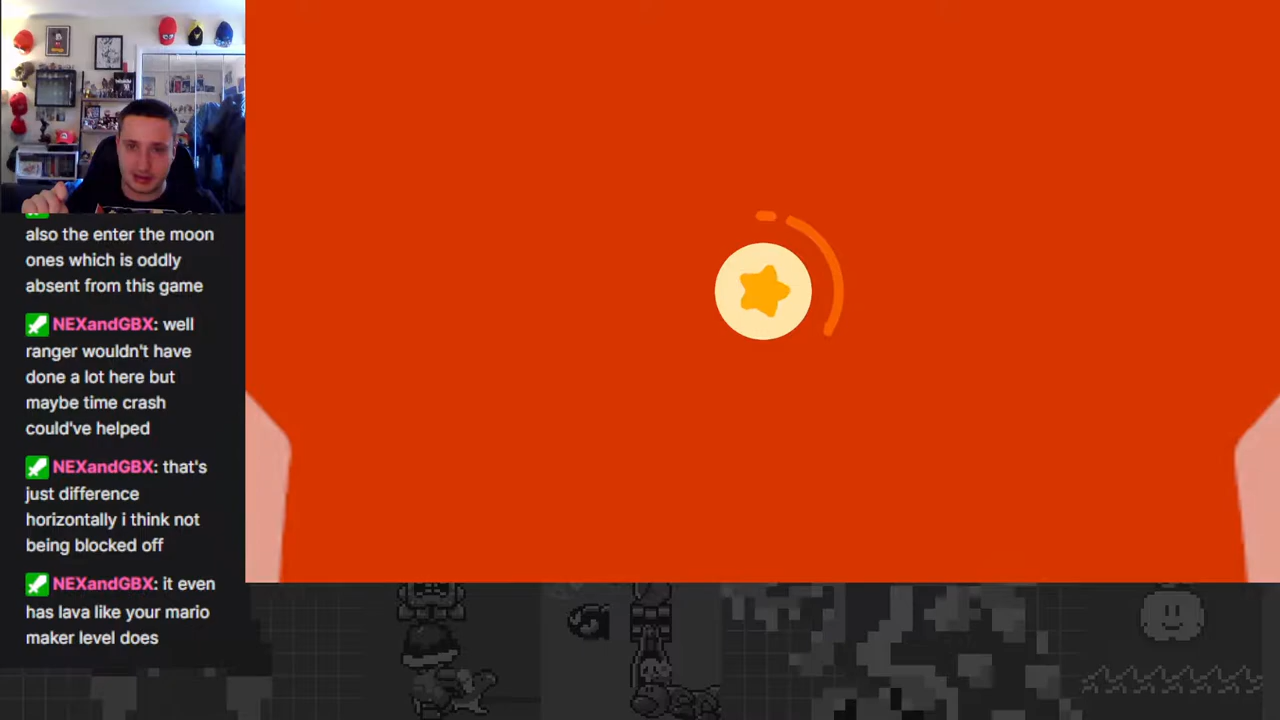 also the enter the moon
ones which is oddly
absent from this game
NEXandGBX: well
ranger wouldn't have
done a lot here but
maybe time crash
could've helped
NEXandGBX: that's
just difference
horizontally i think not
being blocked off
NEXandGBX: it even
has lava like your mario
maker level does